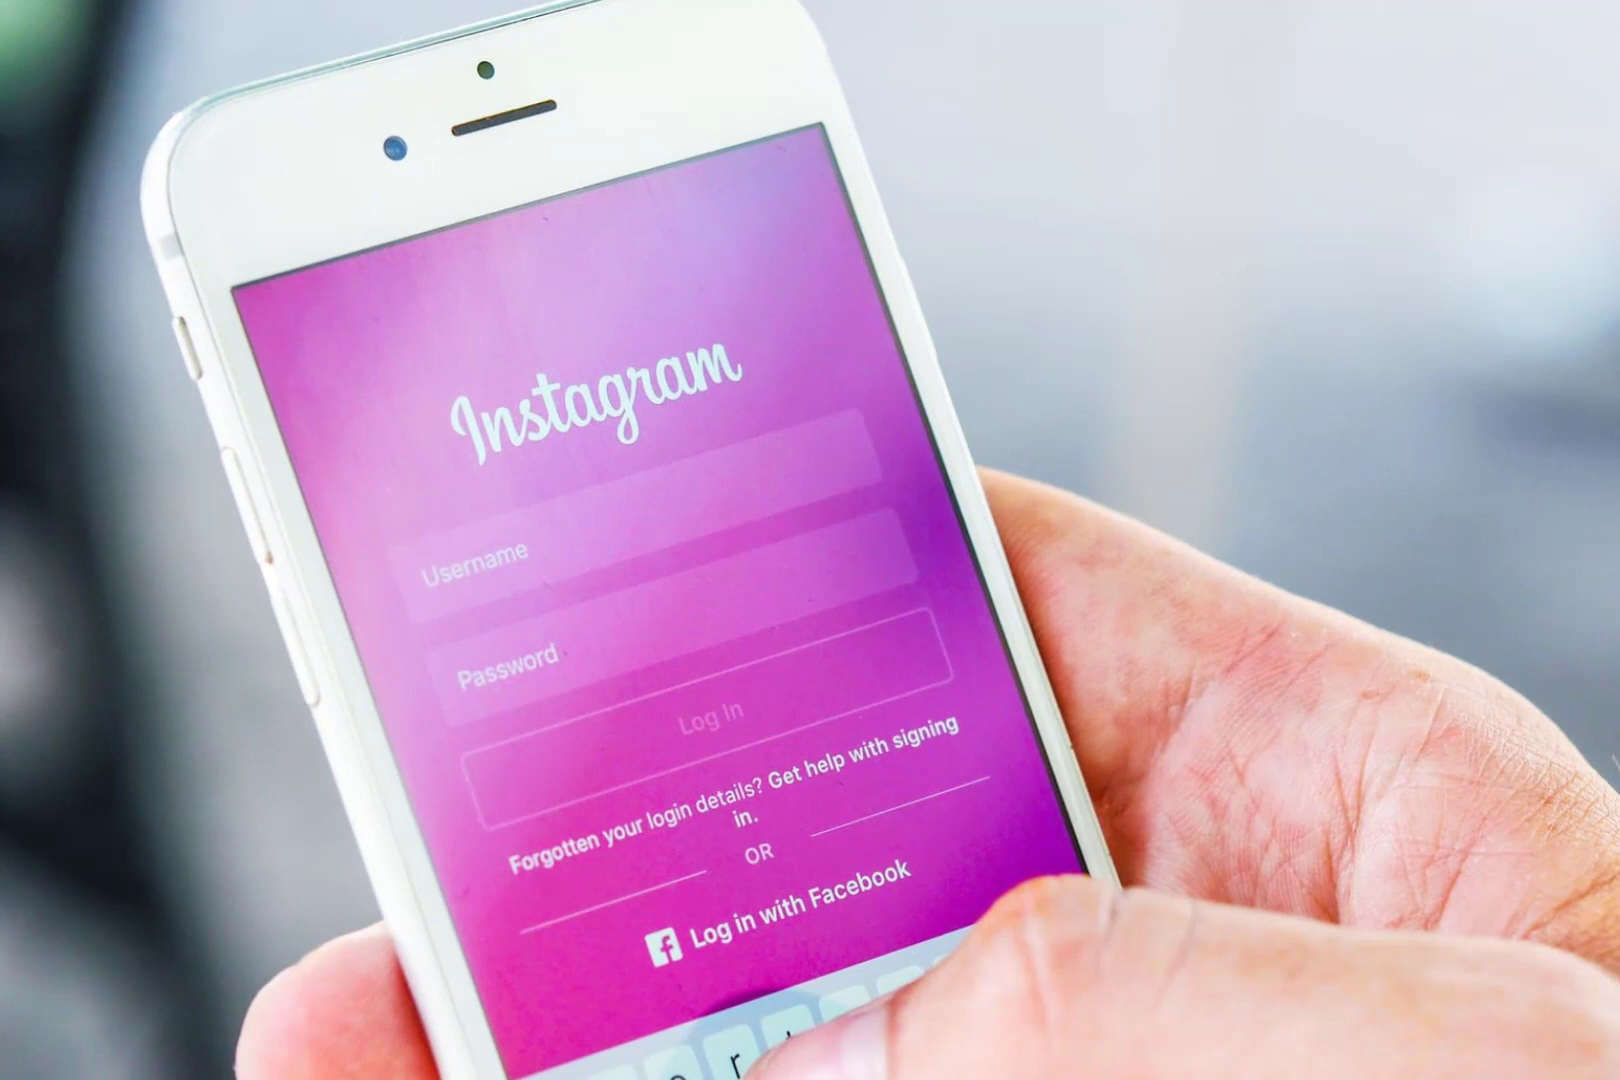 Instagram
Username
Password
Log In
Forgotten your login details? Get help with signing
in.
OR
f Log in with Facebook
r